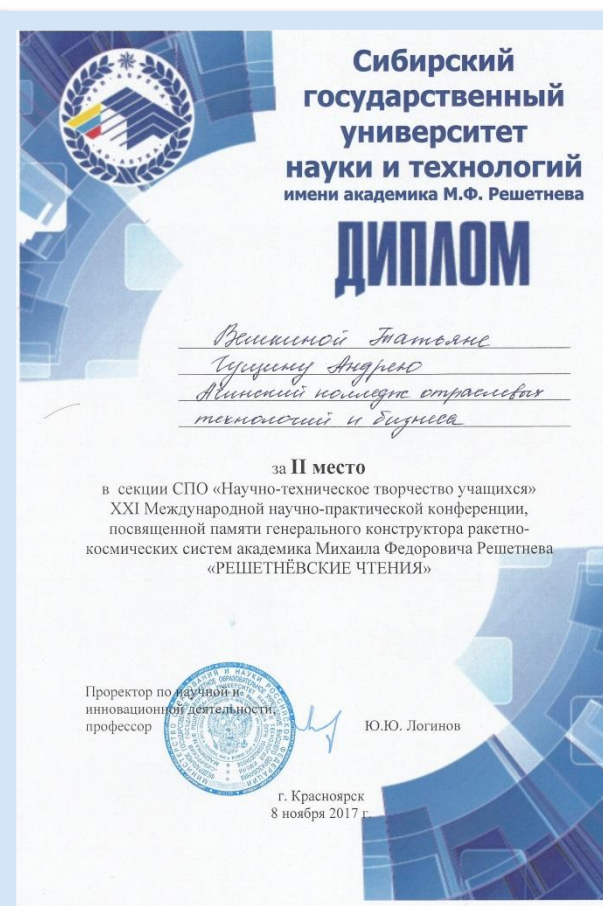 Сибирский
государственный
университет
науки и технологий
имени академика М.Ф. Решетнева
ДИПЛОМ
Татьяне
Гущину Андрею
Ачинский колледж отраслевых
технологий и бизнеса
за II место
в секции СПО «Научно-техническое творчество учащихся»
XXI Международной научно-практической конференции,
посвященной памяти генерального конструктора ракетно-
космических систем академика Михаила Федоровича Решетнева
«РЕШЕТНЁВСКИЕ ЧТЕНИЯ»
Проректор по научной и
инновационной деятельности,
профессор
Ю.Ю. Логинов
г. Красноярск
8 ноября 2017 г.